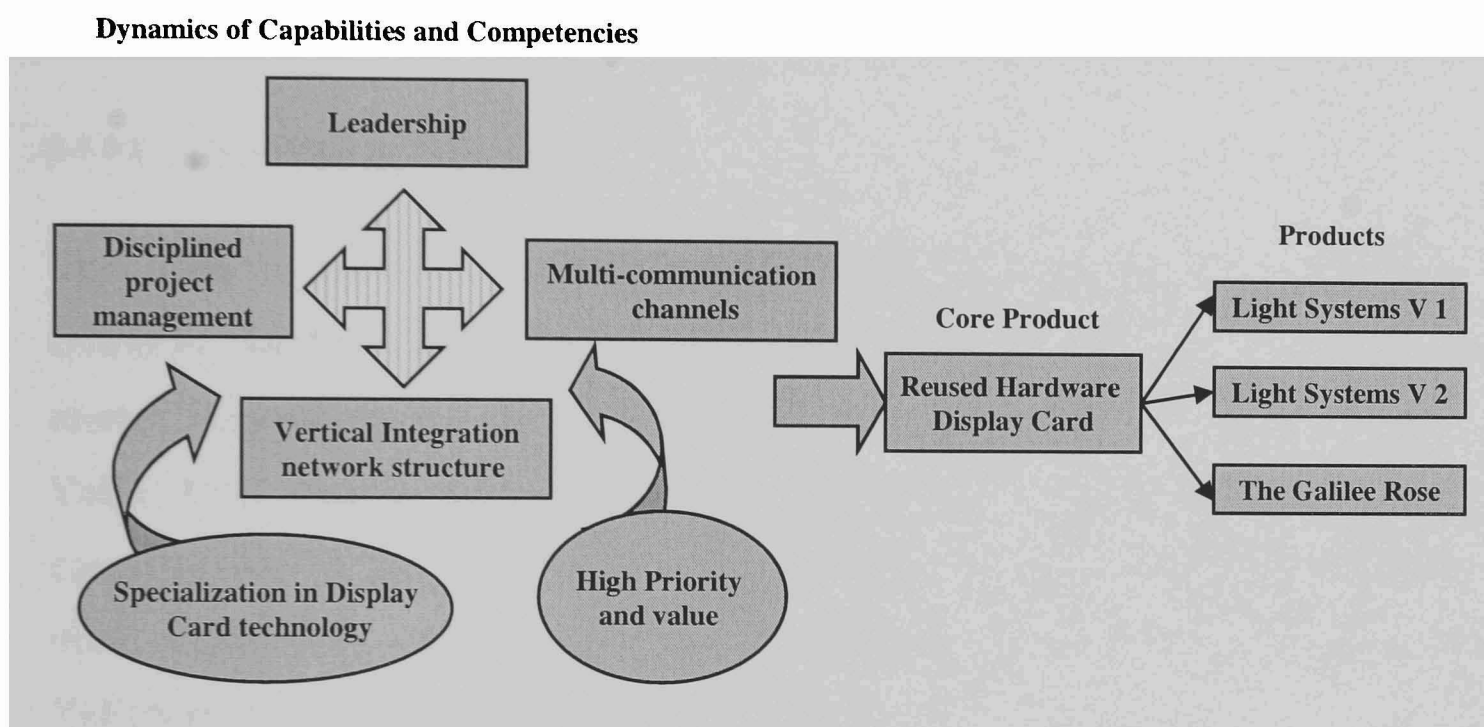 Dynamics of Capabilities and Competencies
Leadership
Disciplined
project
management
Multi-communication
channels
Vertical Integration
network structure
Specialization in Display
Card technology
High Priority
and value
Core Product
Reused Hardware
Display Card
Products
Light Systems V 1
Light Systems V 2
The Galilee Rose